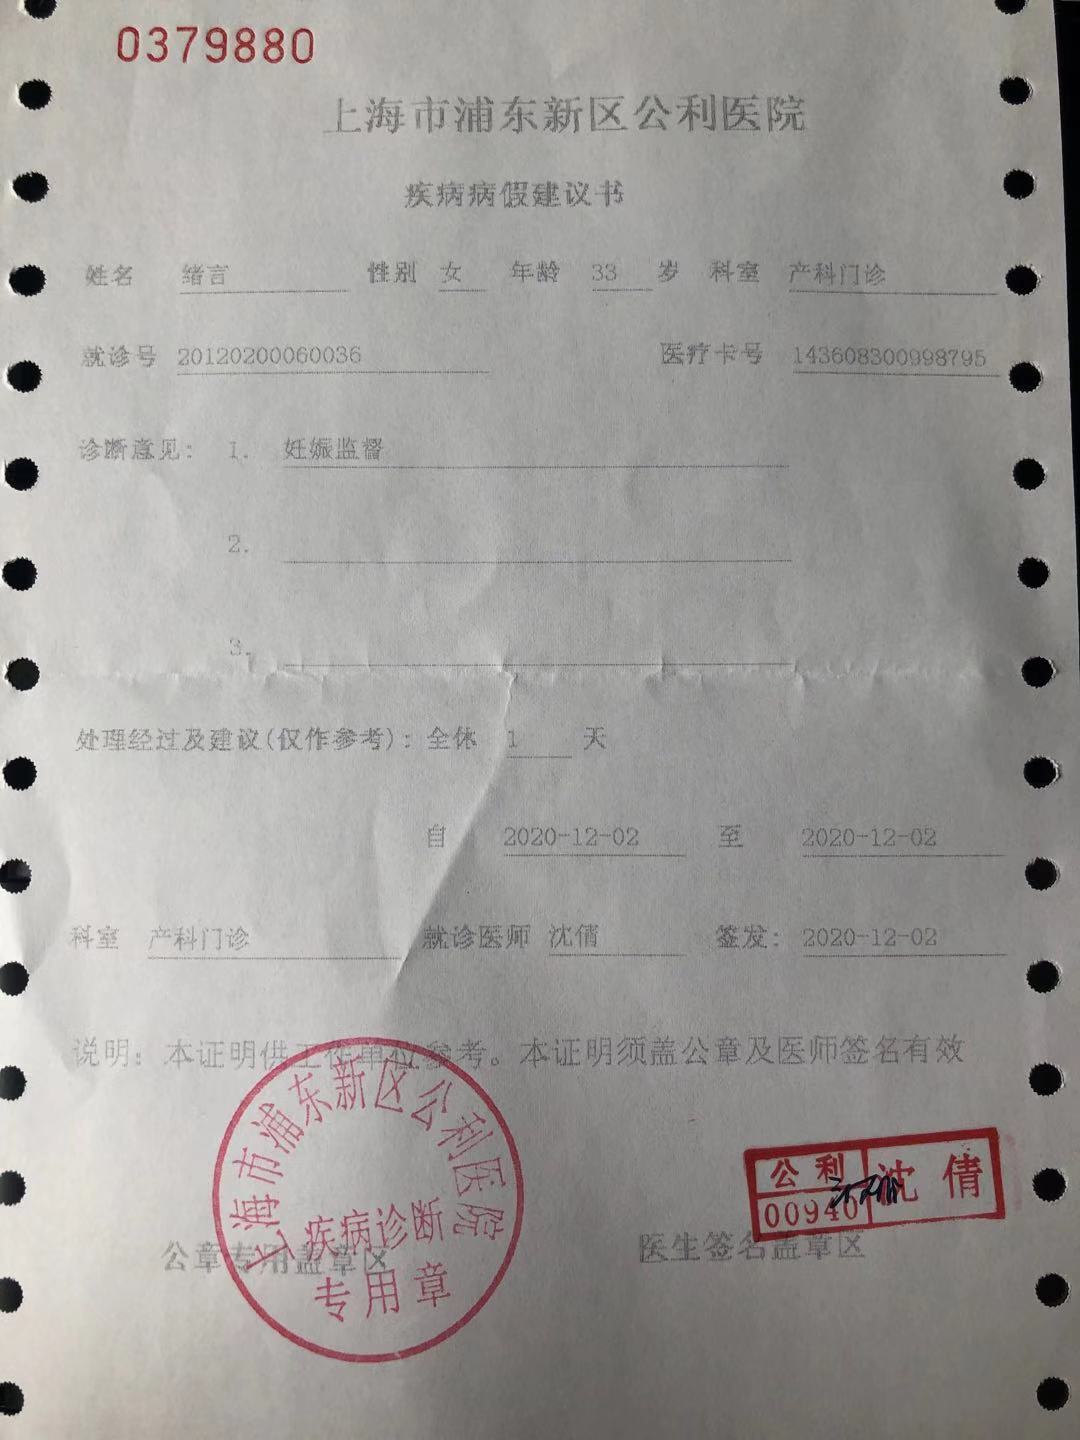 0379880
上海市浦东新区公利医院
疾病病假建议书
姓名 绪言 性别 女 年龄 33 岁 科室 产科门诊
就诊号 20120200060036 医疗卡号 143608300998795
诊断意见: 1. 妊娠监督
2.
3.
处理经过及建议(仅作参考): 全休 1 天
自 2020-12-02 至 2020-12-02
科室 产科门诊 就诊医师 沈倩 签发: 2020-12-02
说明: 本证明供工作单位参考。本证明须盖公章及医师签名有效
上海市浦东新区公利医院
疾病诊断
专用章
公章专用盖章区
公利 沈倩
00940
医生签名盖章区